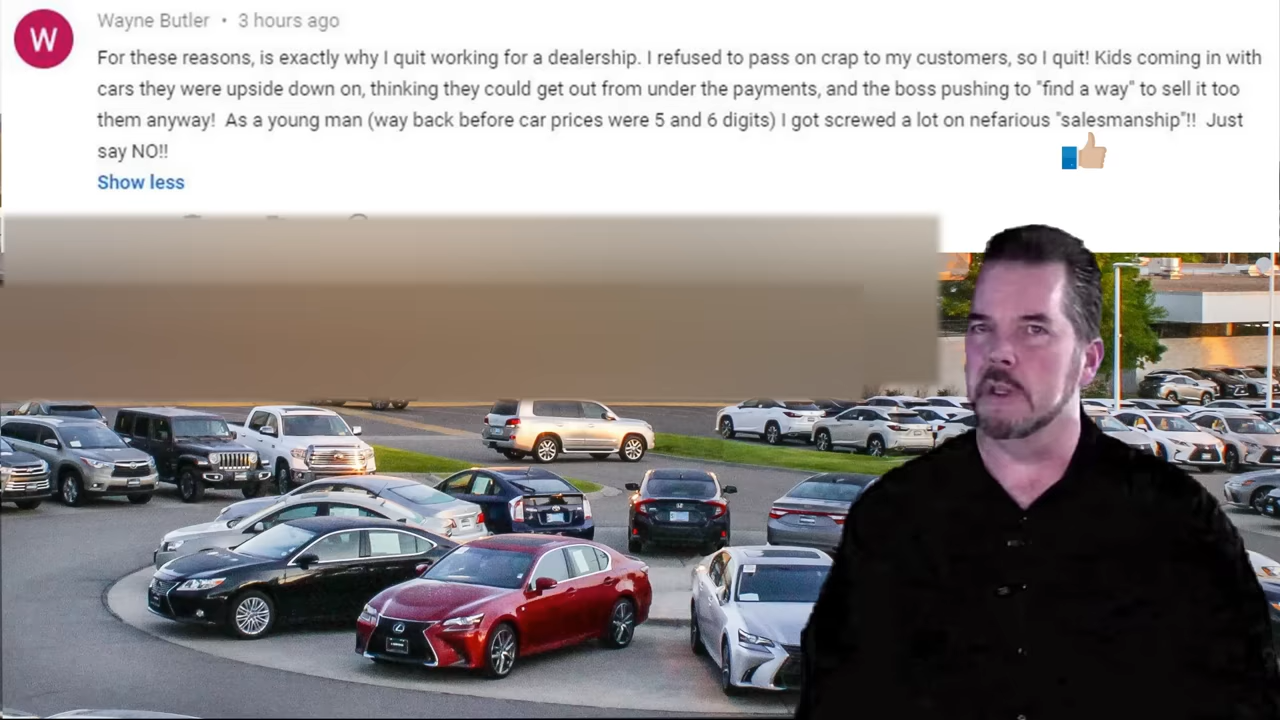 W
Wayne Butler • 3 hours ago
For these reasons, is exactly why I quit working for a dealership. I refused to pass on crap to my customers, so I quit! Kids coming in with
cars they were upside down on, thinking they could get out from under the payments, and the boss pushing to "find a way" to sell it too
them anyway!  As a young man (way back before car prices were 5 and 6 digits) I got screwed a lot on nefarious "salesmanship"!!  Just
say NO!!
Show less